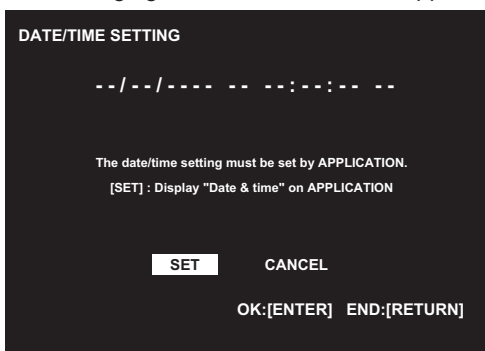 DATE/TIME SETTING
--/--/---- -- --:--:-- --
The date/time setting must be set by APPLICATION.
[SET] : Display "Date & time" on APPLICATION
SET CANCEL
OK:[ENTER] END:[RETURN]